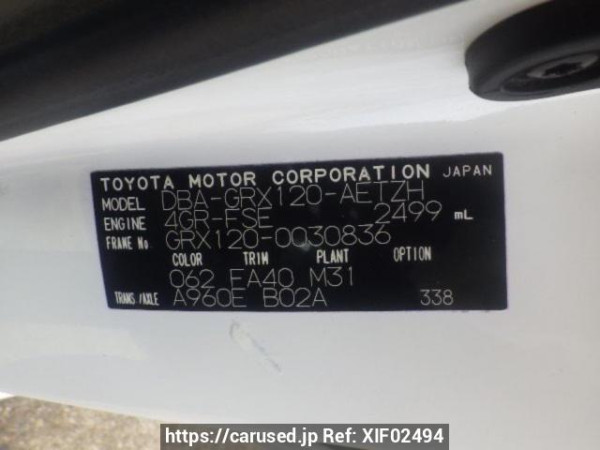 TOYOTA MOTOR CORPORATION JAPAN
MODEL DBA-GRX120-AETZH
ENGINE 4GR-FSE 2499 mL
FRAME No. GRX120-0030836
COLOR TRIM PLANT OPTION
062 FA40 M31
TRANS/AXLE A960E B02A 338
https://carused.jp Ref: XIF02494